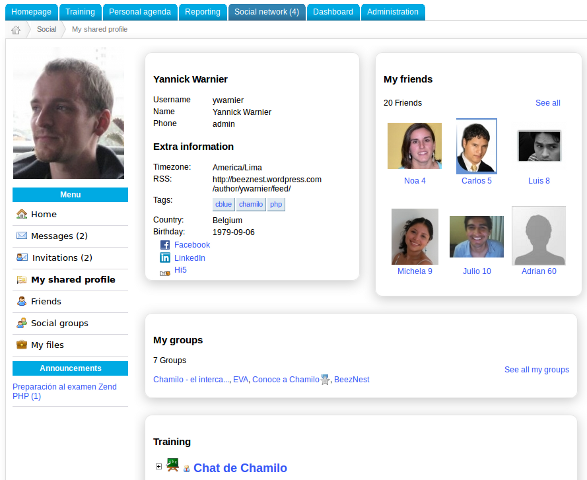 Homepage
Training
Personal agenda
Reporting
Social network (4)
Dashboard
Administration
Social
My shared profile
Menu
Home
Messages (2)
Invitations (2)
My shared profile
Friends
Social groups
My files
Announcements
Preparación al examen Zend
PHP (1)
Yannick Warnier
Username ywarnier
Name Yannick Warnier
Phone admin
Extra information
Timezone: America/Lima
RSS: http://beeznest.wordpress.com
/author/ywarnier/feed/
Tags: cblue chamilo php
Country: Belgium
Birthday: 1979-09-06
Facebook
LinkedIn
Hi5
My friends
20 Friends See all
Noa 4 Carlos 5 Luis 8
Michela 9 Julio 10 Adrian 60
My groups
7 Groups
See all my groups
Chamilo - el interca..., EVA, Conoce a Chamilo, BeezNest
Training
Chat de Chamilo